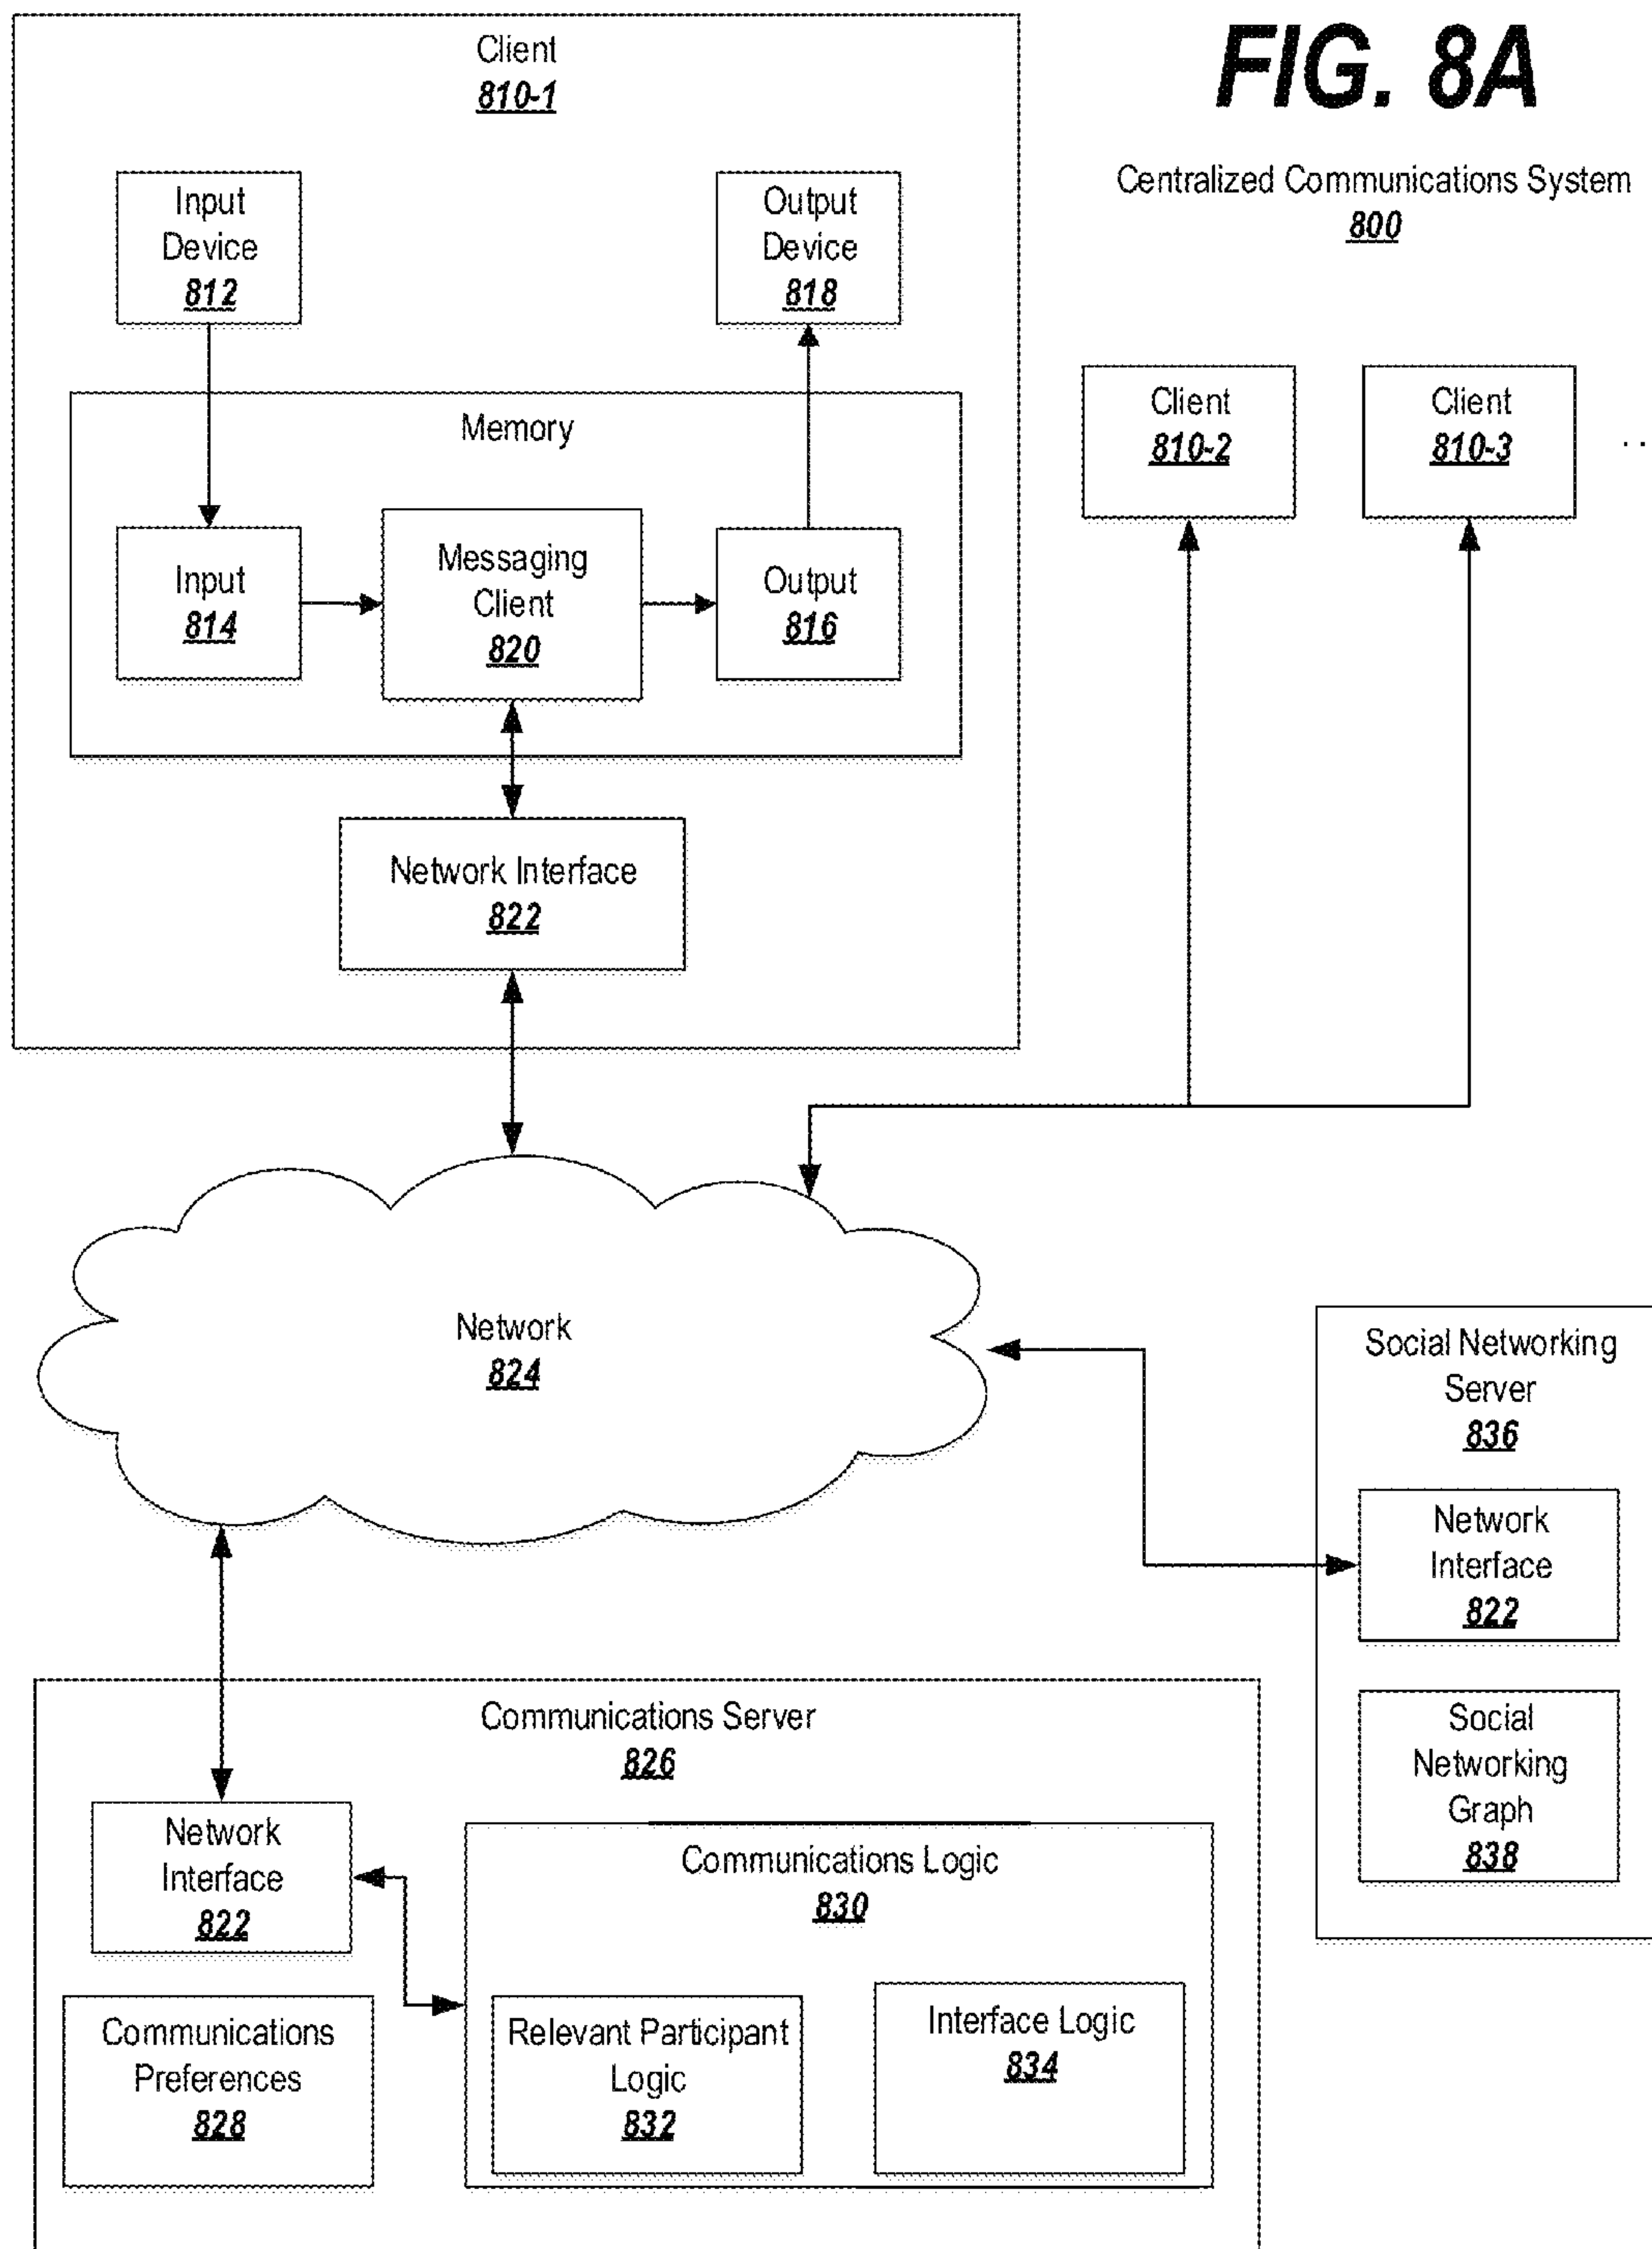 FIG. 8A
Centralized Communications System
800
Client
810-1
Input
Device
812
Output
Device
818
Memory
Input
814
Messaging
Client
820
Output
816
Network Interface
822
Client
810-2
Client
810-3
..
Network
824
Social Networking
Server
836
Network
Interface
822
Social
Networking
Graph
838
Communications Server
826
Network
Interface
822
Communications
Preferences
828
Communications Logic
830
Relevant Participant
Logic
832
Interface Logic
834